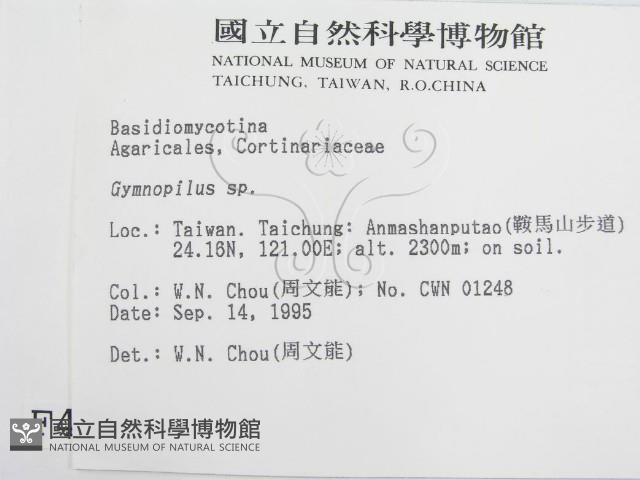 國立自然科學博物館
NATIONAL MUSEUM OF NATURAL SCIENCE
TAICHUNG, TAIWAN, R.O.CHINA
Basidiomycotina
Agaricales, Cortinariaceae
Gymnopilus sp.
Loc.: Taiwan. Taichung: Anmashanputao(鞍馬山步道)
24.16N, 121.00E; alt. 2300m; on soil.
Col.: W.N. Chou(周文能); No. CWN 01248
Date: Sep. 14, 1995
Det.: W.N. Chou(周文能)
國立自然科學博物館
NATIONAL MUSEUM OF NATURAL SCIENCE